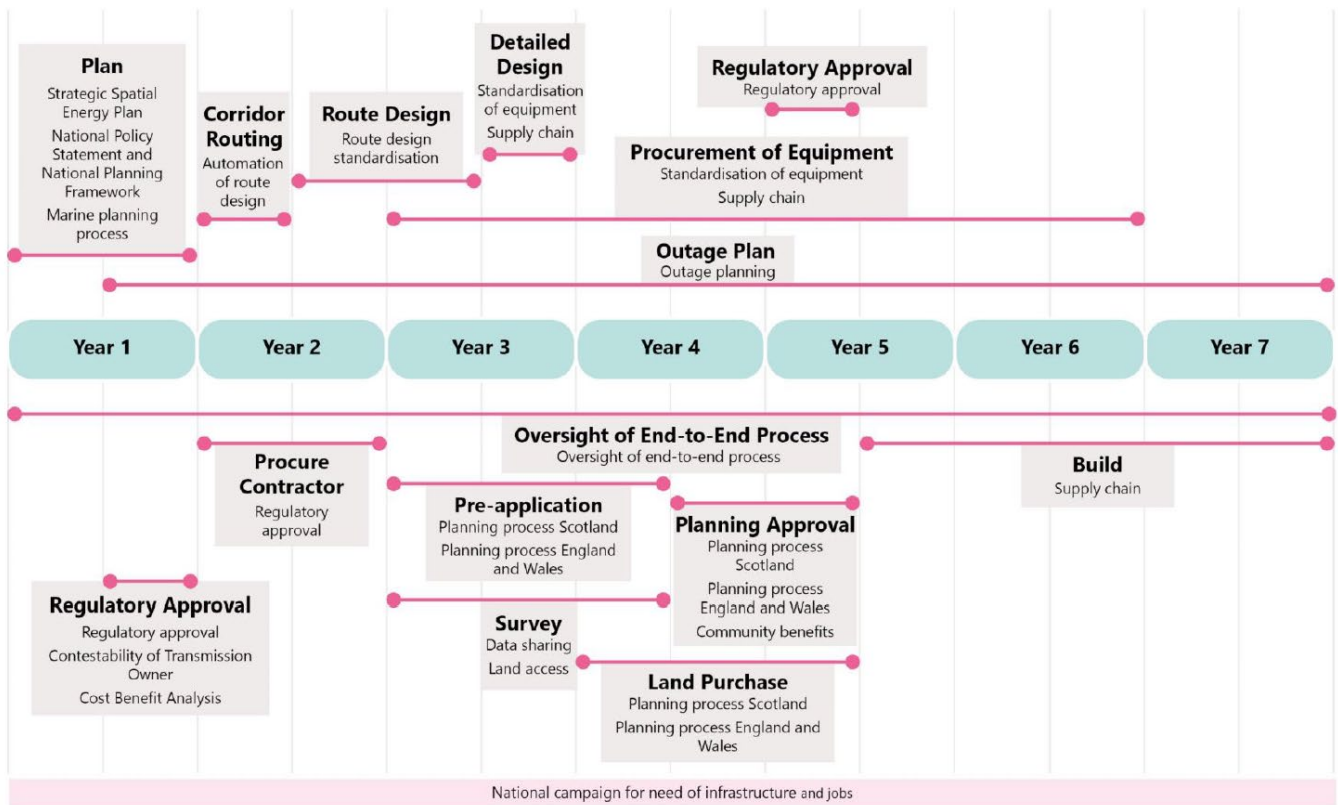 Plan
Strategic Spatial
Energy Plan
National Policy
Statement and
National Planning
Framework
Marine planning
process
Corridor
Routing
Automation
of route
design
Route Design
Route design
standardisation
Detailed
Design
Standardisation
of equipment
Supply chain
Regulatory Approval
Regulatory approval
Procurement of Equipment
Standardisation of equipment
Supply chain
Outage Plan
Outage planning
Year 1
Year 2
Year 3
Year 4
Year 5
Year 6
Year 7
Oversight of End-to-End Process
Oversight of end-to-end process
Procure
Contractor
Regulatory
approval
Build
Supply chain
Pre-application
Planning process Scotland
Planning process England
and Wales
Planning Approval
Planning process
Scotland
Planning process
England and Wales
Community benefits
Regulatory Approval
Regulatory approval
Contestability of Transmission
Owner
Cost Benefit Analysis
Survey
Data sharing
Land access
Land Purchase
Planning process Scotland
Planning process England and
Wales
National campaign for need of infrastructure and jobs